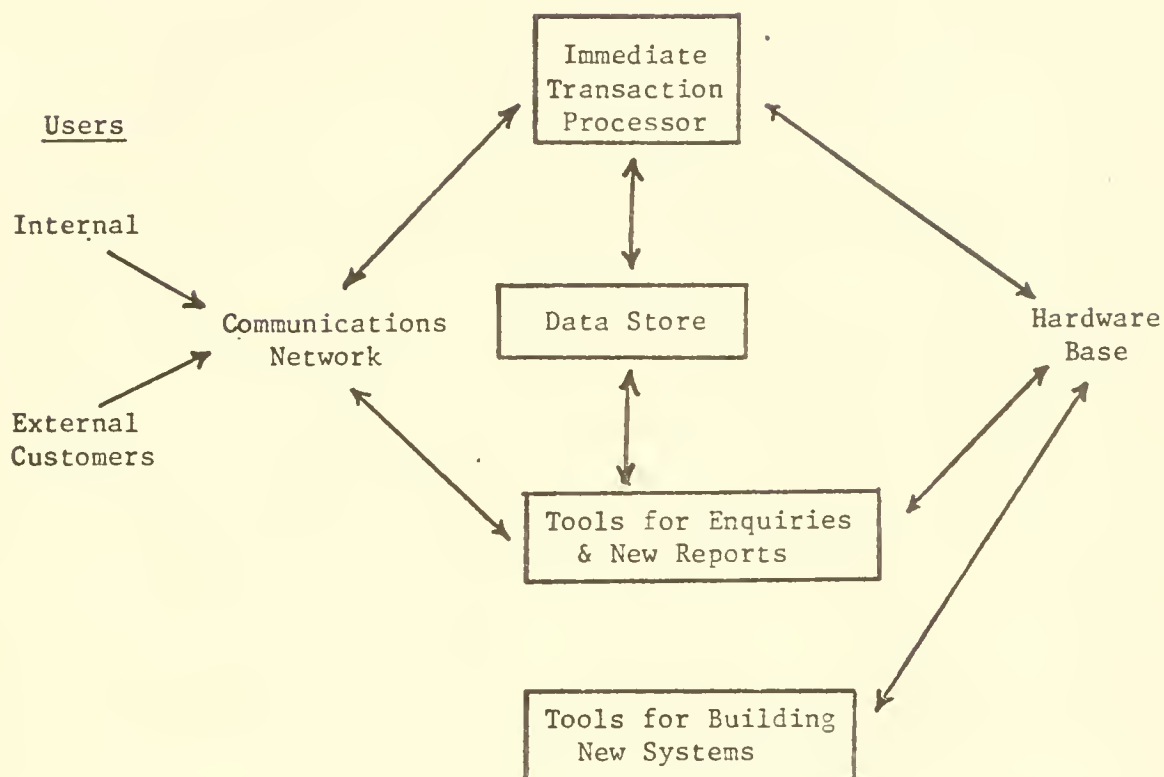 Immediate
Transaction
Processor
Users
Internal
Communications
Network
External
Customers
Data Store
Hardware
Base
Tools for Enquiries
& New Reports
Tools for Building
New Systems